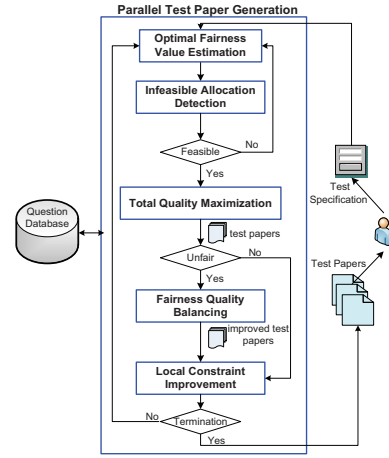 Parallel Test Paper Generation
Optimal Fairness
Value Estimation
Infeasible Allocation
Detection
Feasible
No
Yes
Total Quality Maximization
test papers
Unfair
No
Yes
Fairness Quality
Balancing
improved test
papers
Local Constraint
Improvement
No
Termination
Yes
Question
Database
Test
Specification
Test Papers